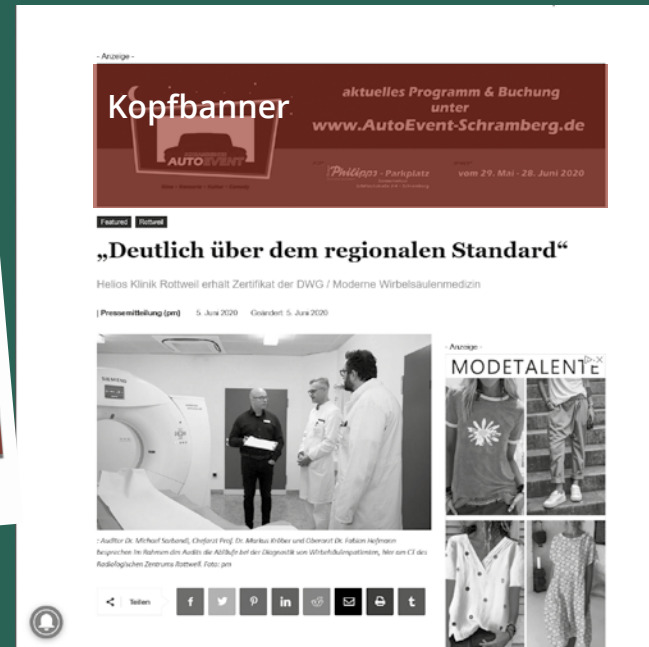 - Anzeige -
Kopfbanner
aktuelles Programm & Buchung
unter
www.AutoEvent-Schramberg.de
AUTOEVENT
Philipps - Parkplatz
vom 29. Mai - 28. Juni 2020
Featured Rottweil
„Deutlich über dem regionalen Standard“
Helios Klinik Rottweil erhält Zertifikat der DWG / Moderne Wirbelsäulenmedizin
| Pressemitteilung (pm) 5. Juni 2020 Geändert: 5. Juni 2020
- Anzeige -
MODETALENTE
SIEMENS
: Auditor Dr. Michael Sarbandi, Chefarzt Prof. Dr. Markus Kröber und Oberarzt Dr. Fabian Hofmann
besprechen im Rahmen des Audits die Abläufe bei der Diagnostik von Wirbelsäulenpatienten, hier am CT des
Radiologischen Zentrums Rottweil. Foto: pm
Teilen